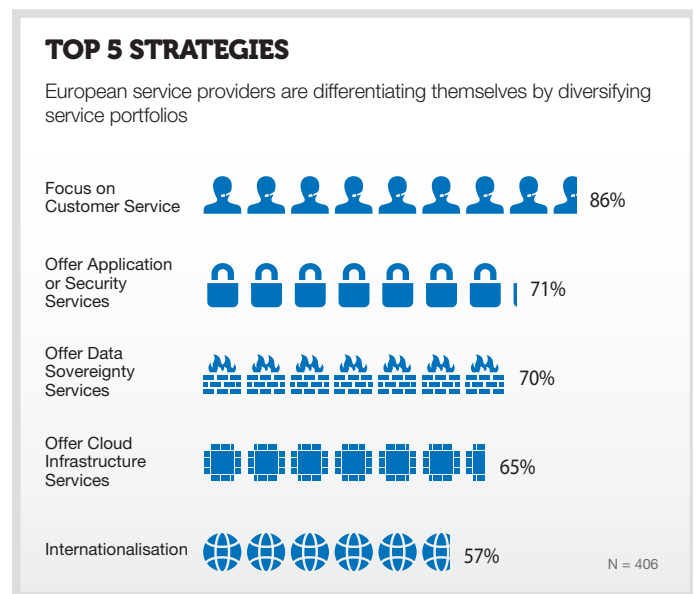 TOP 5 STRATEGIES
European service providers are differentiating themselves by diversifying
service portfolios
Focus on
Customer Service
86%
Offer Application
or Security
Services
71%
Offer Data
Sovereignty
Services
70%
Offer Cloud
Infrastructure
Services
65%
Internationalisation
57%
N = 406